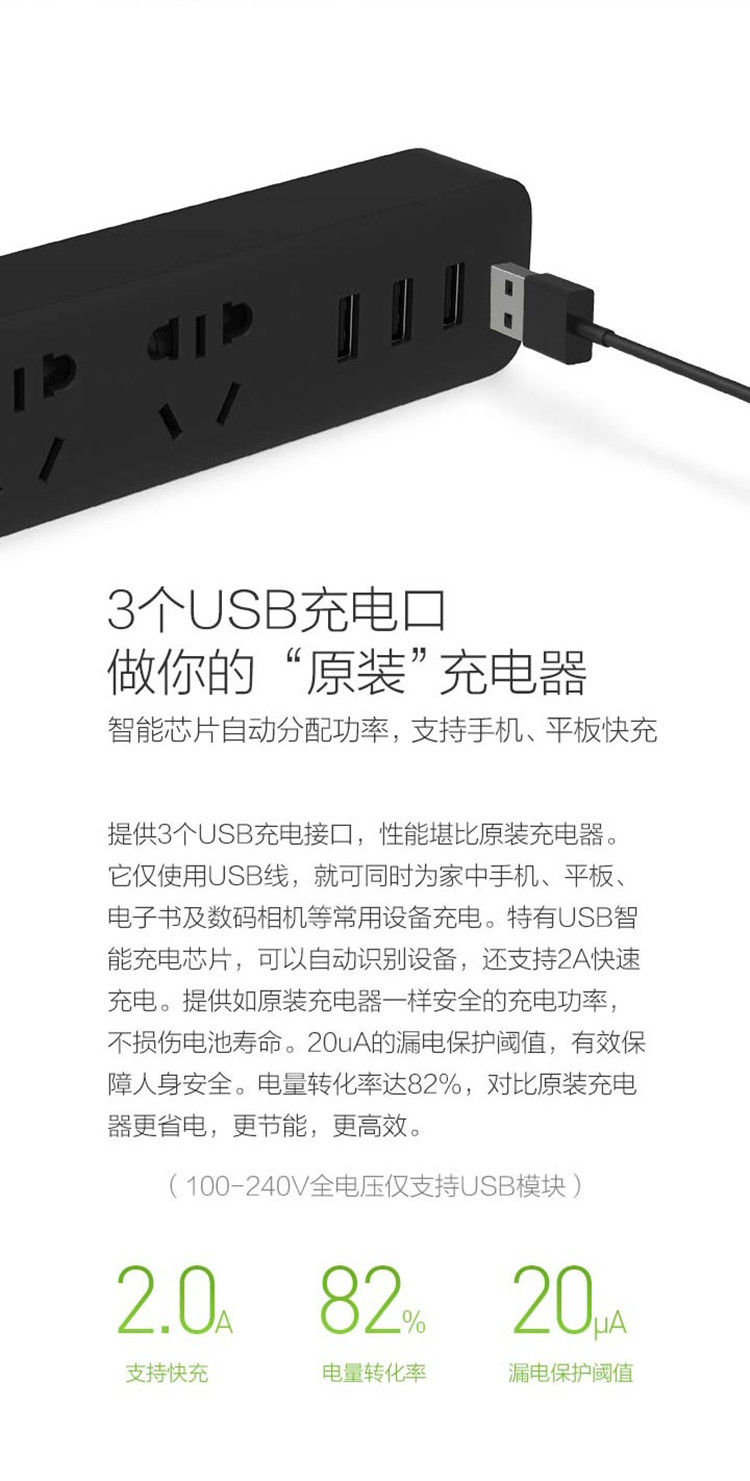 3个USB充电口
做你的“原装”充电器
智能芯片自动分配功率，支持手机、平板快充
提供3个USB充电接口，性能堪比原装充电器。
它仅使用USB线，就可同时为家中手机、平板、
电子书及数码相机等常用设备充电。特有USB智
能充电芯片，可以自动识别设备，还支持2A快速
充电。提供如原装充电器一样安全的充电功率，
不损伤电池寿命。20uA的漏电保护阈值，有效保
障人身安全。电量转化率达82%，对比原装充电
器更省电，更节能，更高效。
（100-240V全电压仅支持USB模块）
2.0A 82% 20μA
支持快充 电量转化率 漏电保护阈值